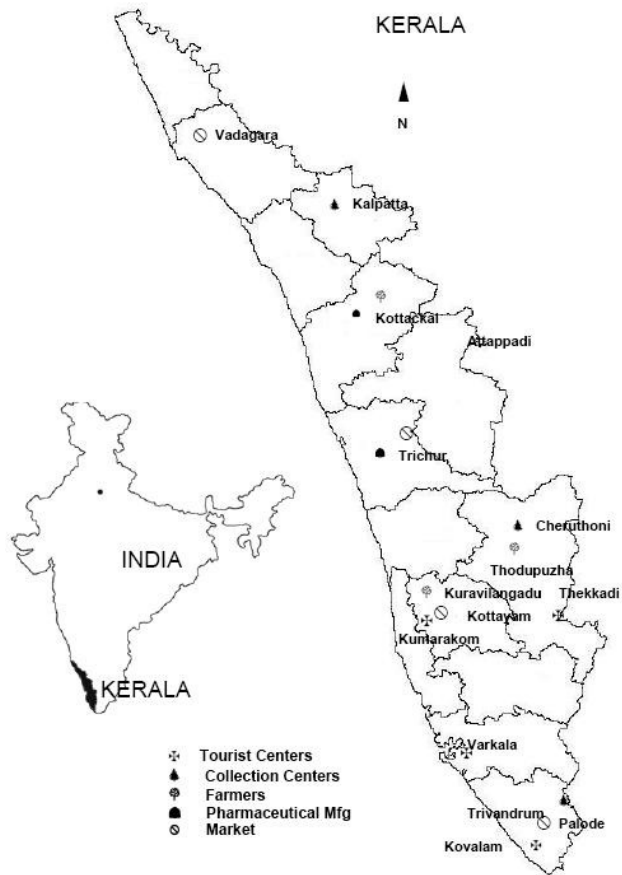 KERALA
N
Vadagara
Kalpatta
Kottackal
Attappadi
Trichur
Cheruthoni
INDIA
Thodupuzha
Kuravilangadu
Thekkadi
Kottayam
Kumarakom
KERALA
Varkala
Tourist Centers
Collection Centers
Farmers
Pharmaceutical Mfg
Market
Trivandrum
Palode
Kovalam